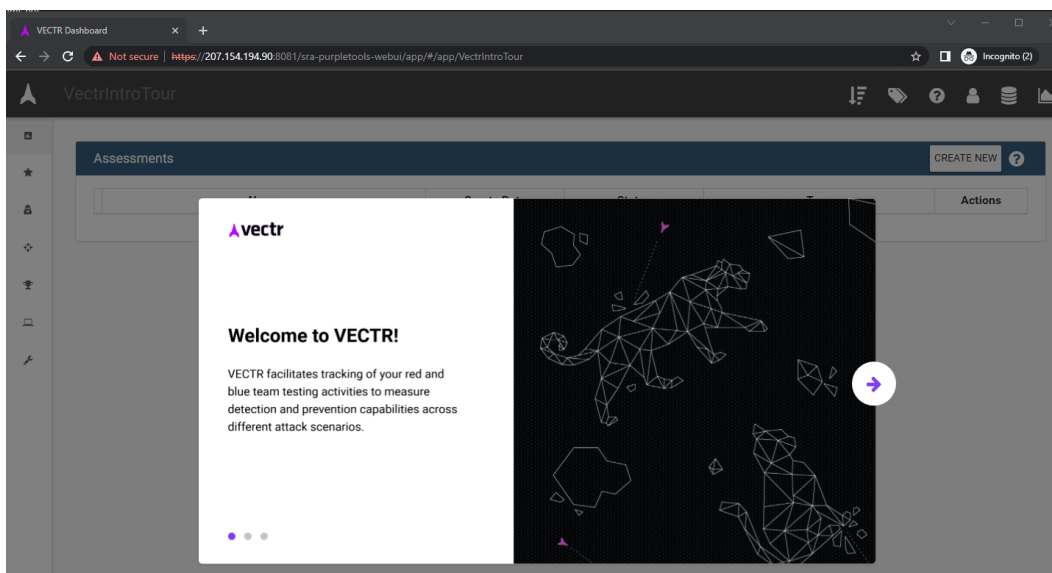 VECTR Dashboard
Not secure | https://207.154.194.90:8081/sra-purpletools-webui/app/#/app/VectrIntroTour
Incognito (2)
VectrIntroTour
Assessments
CREATE NEW
Actions
vectr
Welcome to VECTR!
VECTR facilitates tracking of your red and
blue team testing activities to measure
detection and prevention capabilities across
different attack scenarios.